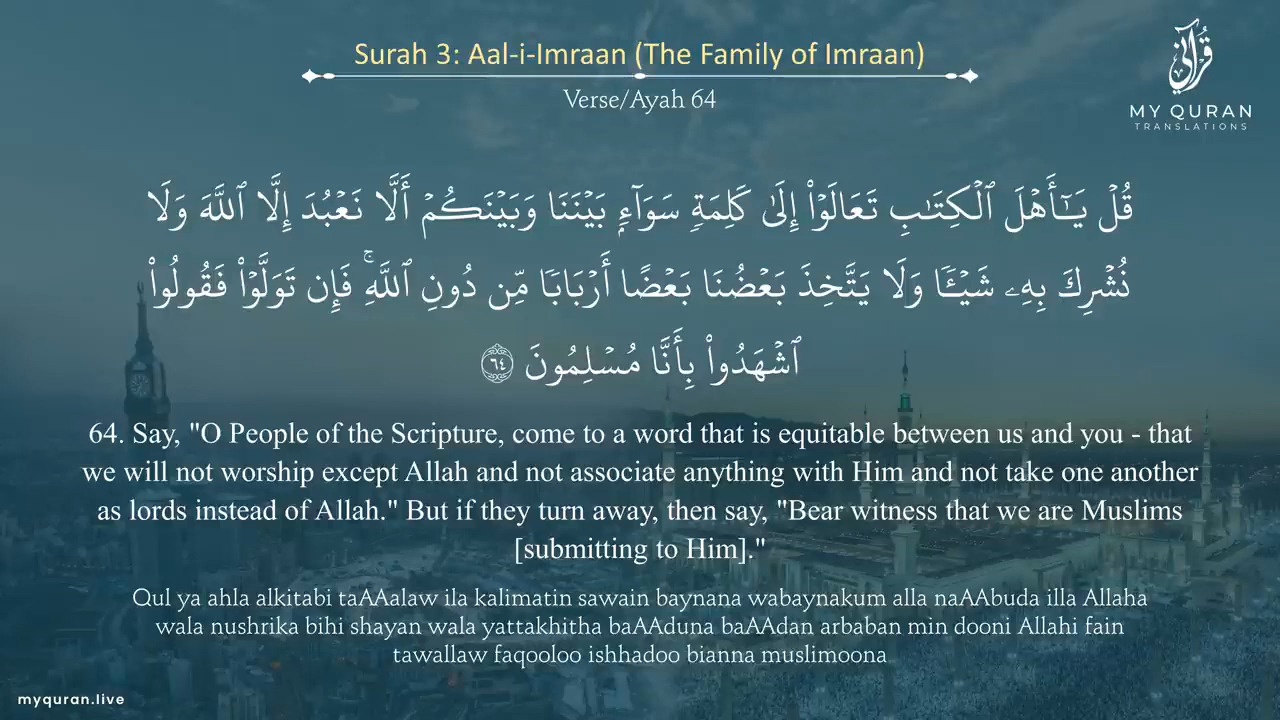 Surah 3: Aal-i-Imraan (The Family of Imraan)
Verse/Ayah 64
قرآني
MY QURAN
TRANSLATIONS
قُلۡ يَـٰٓأَهۡلَ ٱلۡكِتَـٰبِ تَعَالَوۡاْ إِلَىٰ كَلِمَةٖ سَوَآءِۭ بَيۡنَنَا وَبَيۡنَكُمۡ أَلَّا نَعۡبُدَ إِلَّا ٱللَّهَ وَلَا
نُشۡرِكَ بِهِۦ شَيۡـٔٗا وَلَا يَتَّخِذَ بَعۡضُنَا بَعۡضًا أَرۡبَابٗا مِّن دُونِ ٱللَّهِۚ فَإِن تَوَلَّوۡاْ فَقُولُواْ
ٱشۡهَدُواْ بِأَنَّا مُسۡلِمُونَ ٦٤
64. Say, "O People of the Scripture, come to a word that is equitable between us and you - that
we will not worship except Allah and not associate anything with Him and not take one another
as lords instead of Allah." But if they turn away, then say, "Bear witness that we are Muslims
[submitting to Him]."
Qul ya ahla alkitabi taAAalaw ila kalimatin sawain baynana wabaynakum alla naAAbuda illa Allaha
wala nushrika bihi shayan wala yattakhitha baAAduna baAAdan arbaban min dooni Allahi fain
tawallaw faqooloo ishhadoo bianna muslimoona
myquran.live